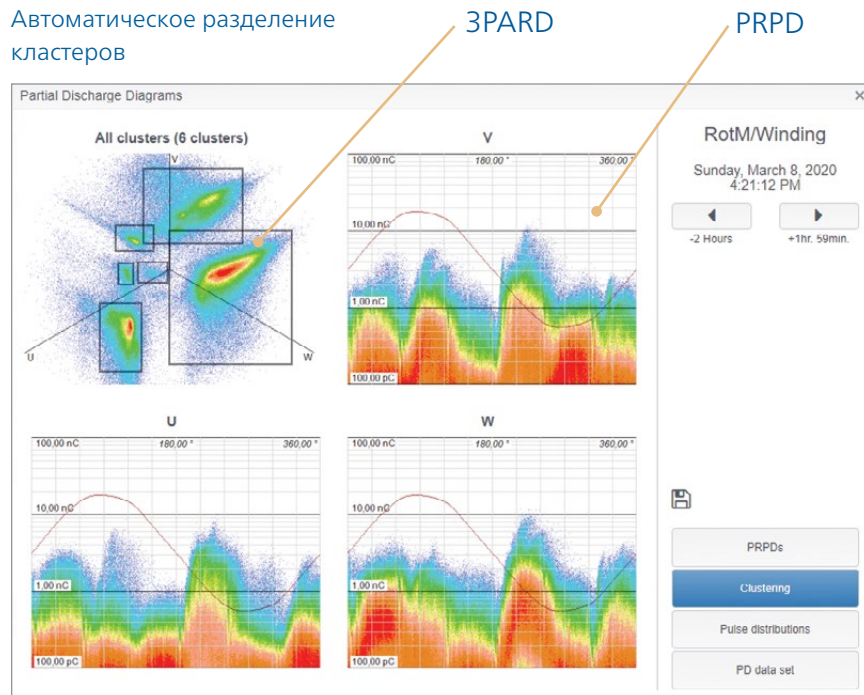 Автоматическое разделение
кластеров
3PARD
PRPD
Partial Discharge Diagrams
×
All clusters (6 clusters)
V
U
W
V
100,00 nC
180,00 °
360,00 °
10,00 nC
1,00 nC
100,00 pC
RotM/Winding
Sunday, March 8, 2020
4:21:12 PM
-2 Hours
+1hr. 59min.
U
100,00 nC
180,00 °
360,00 °
10,00 nC
1,00 nC
100,00 pC
W
100,00 nC
180,00 °
360,00 °
10,00 nC
1,00 nC
100,00 pC
PRPDs
Clustering
Pulse distributions
PD data set